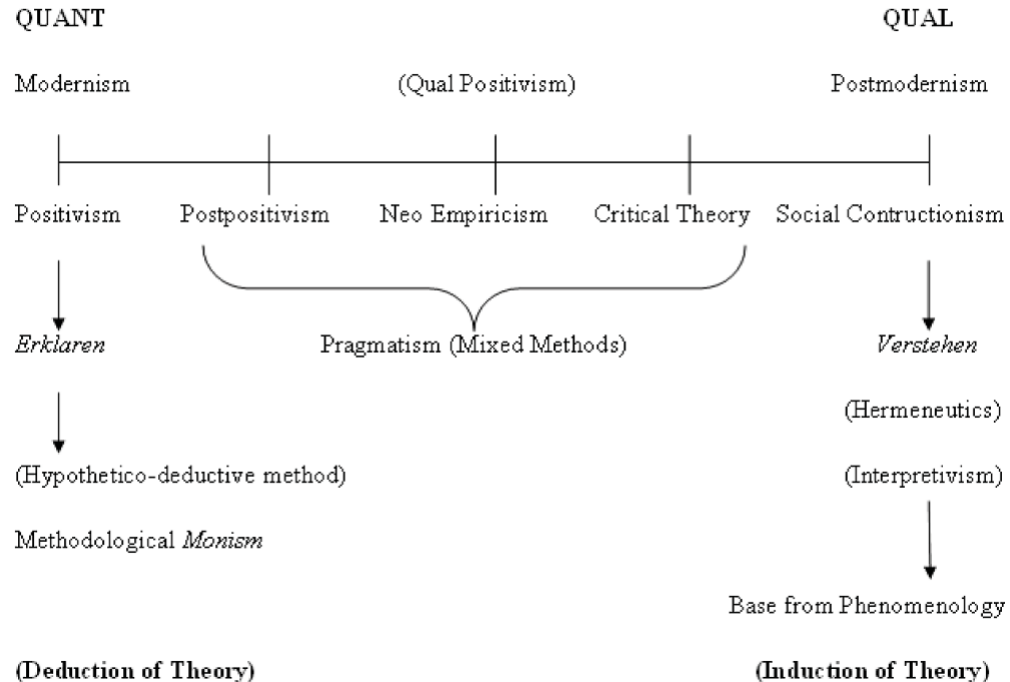 QUANT QUAL
Modernism (Qual Positivism) Postmodernism
Positivism Postpositivism Neo Empiricism Critical Theory Social Contructionism
Erklaren Pragmatism (Mixed Methods) Verstehen
(Hermeneutics)
(Hypothetico-deductive method) (Interpretivism)
Methodological Monism
Base from Phenomenology
(Deduction of Theory) (Induction of Theory)